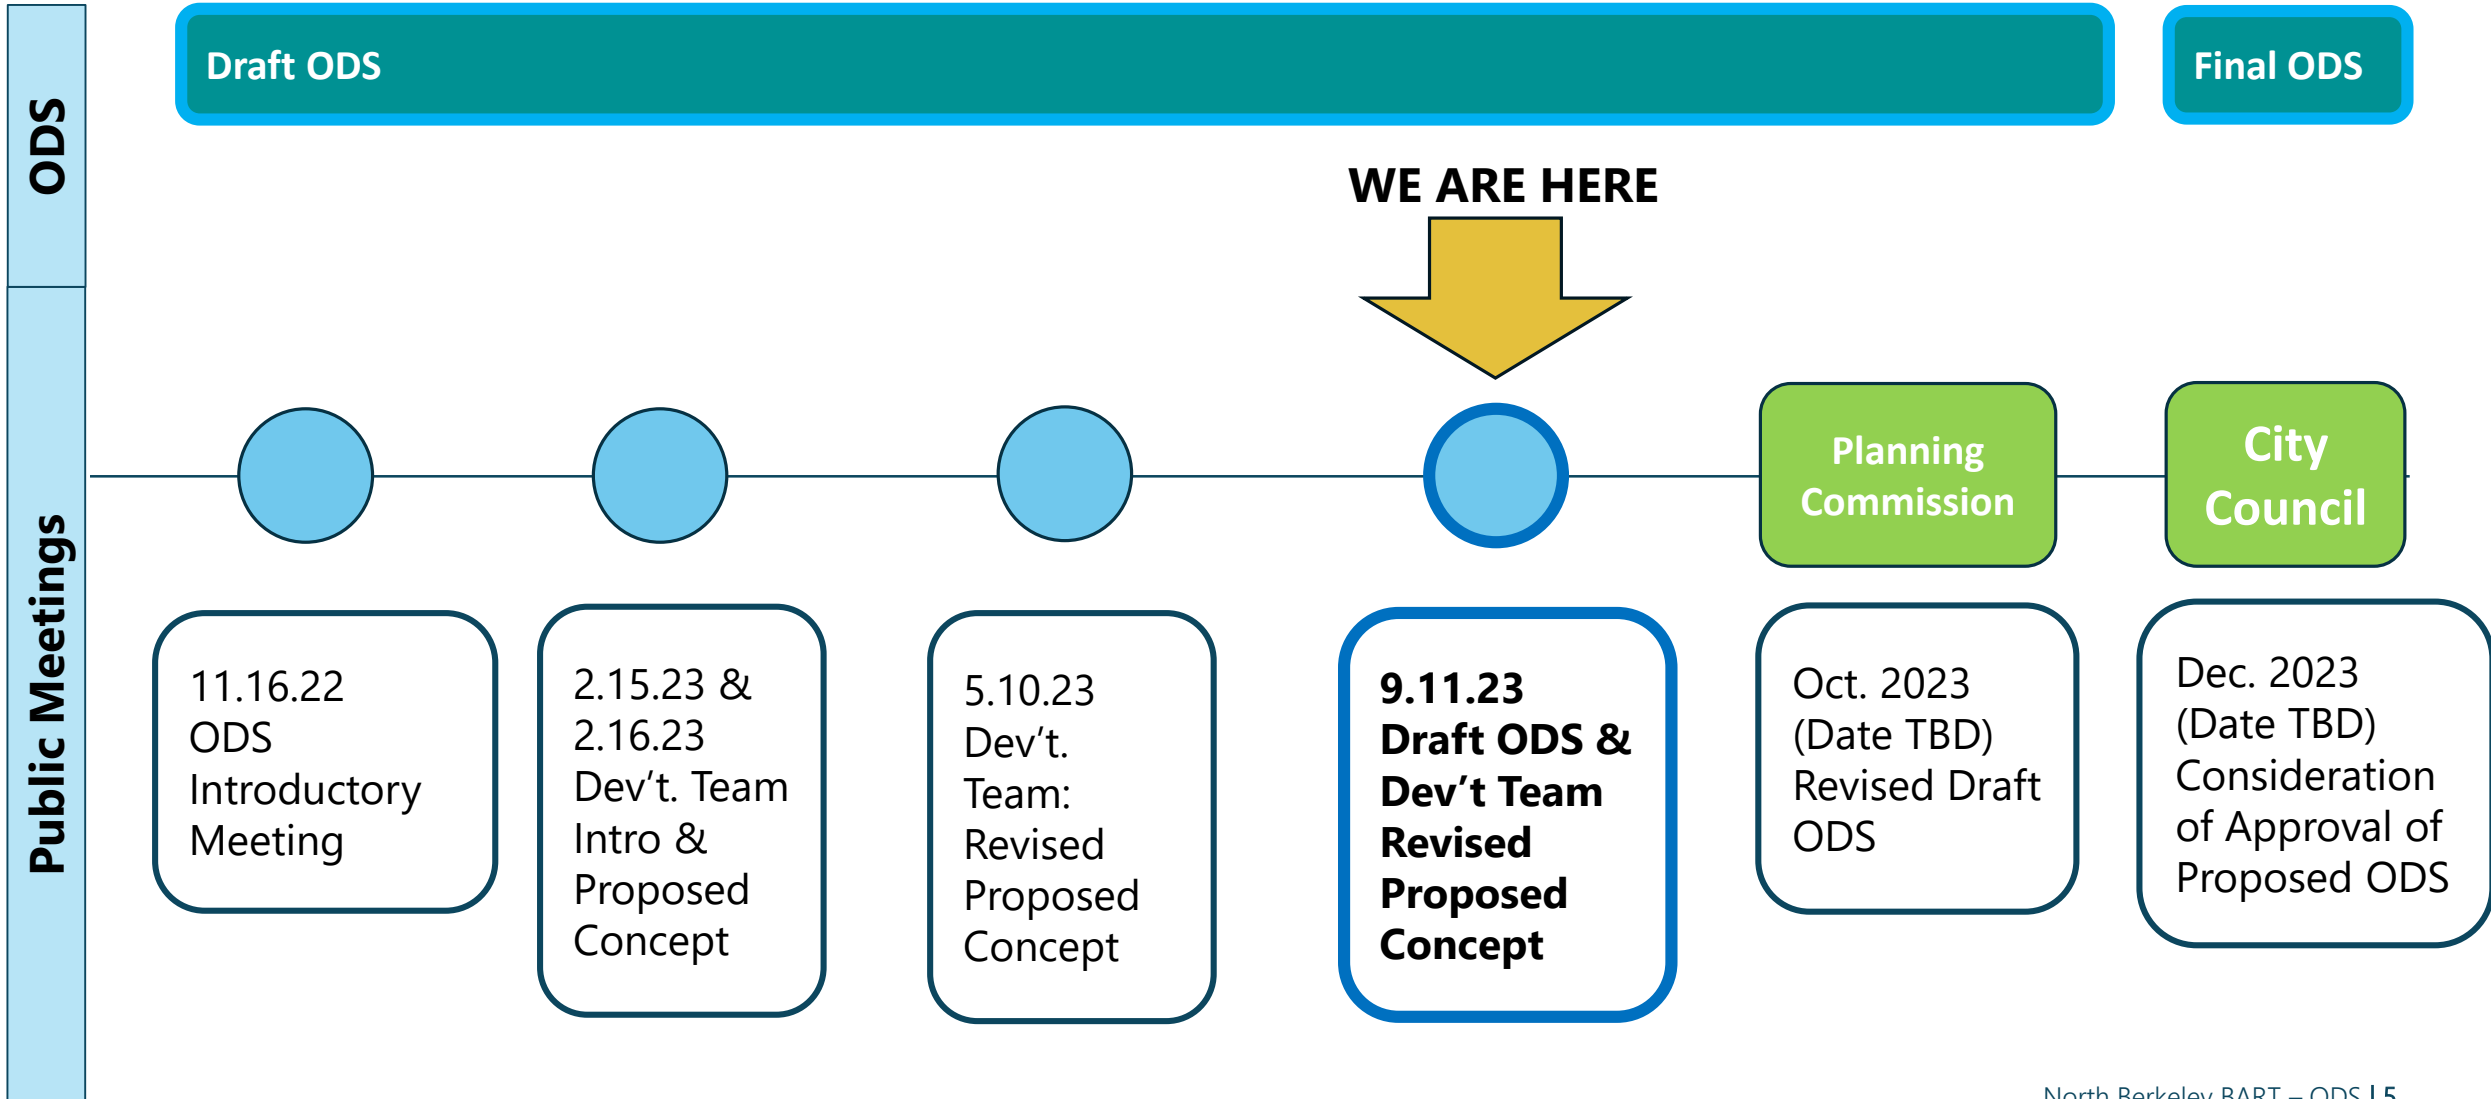 ODS
Draft ODS
Final ODS
WE ARE HERE
Public Meetings
Planning
Commission
City
Council
11.16.22
ODS
Introductory
Meeting
2.15.23 &
2.16.23
Dev’t. Team
Intro &
Proposed
Concept
5.10.23
Dev’t.
Team:
Revised
Proposed
Concept
9.11.23
Draft ODS &
Dev’t Team
Revised
Proposed
Concept
Oct. 2023
(Date TBD)
Revised Draft
ODS
Dec. 2023
(Date TBD)
Consideration
of Approval of
Proposed ODS
North Berkeley BART – ODS | 5